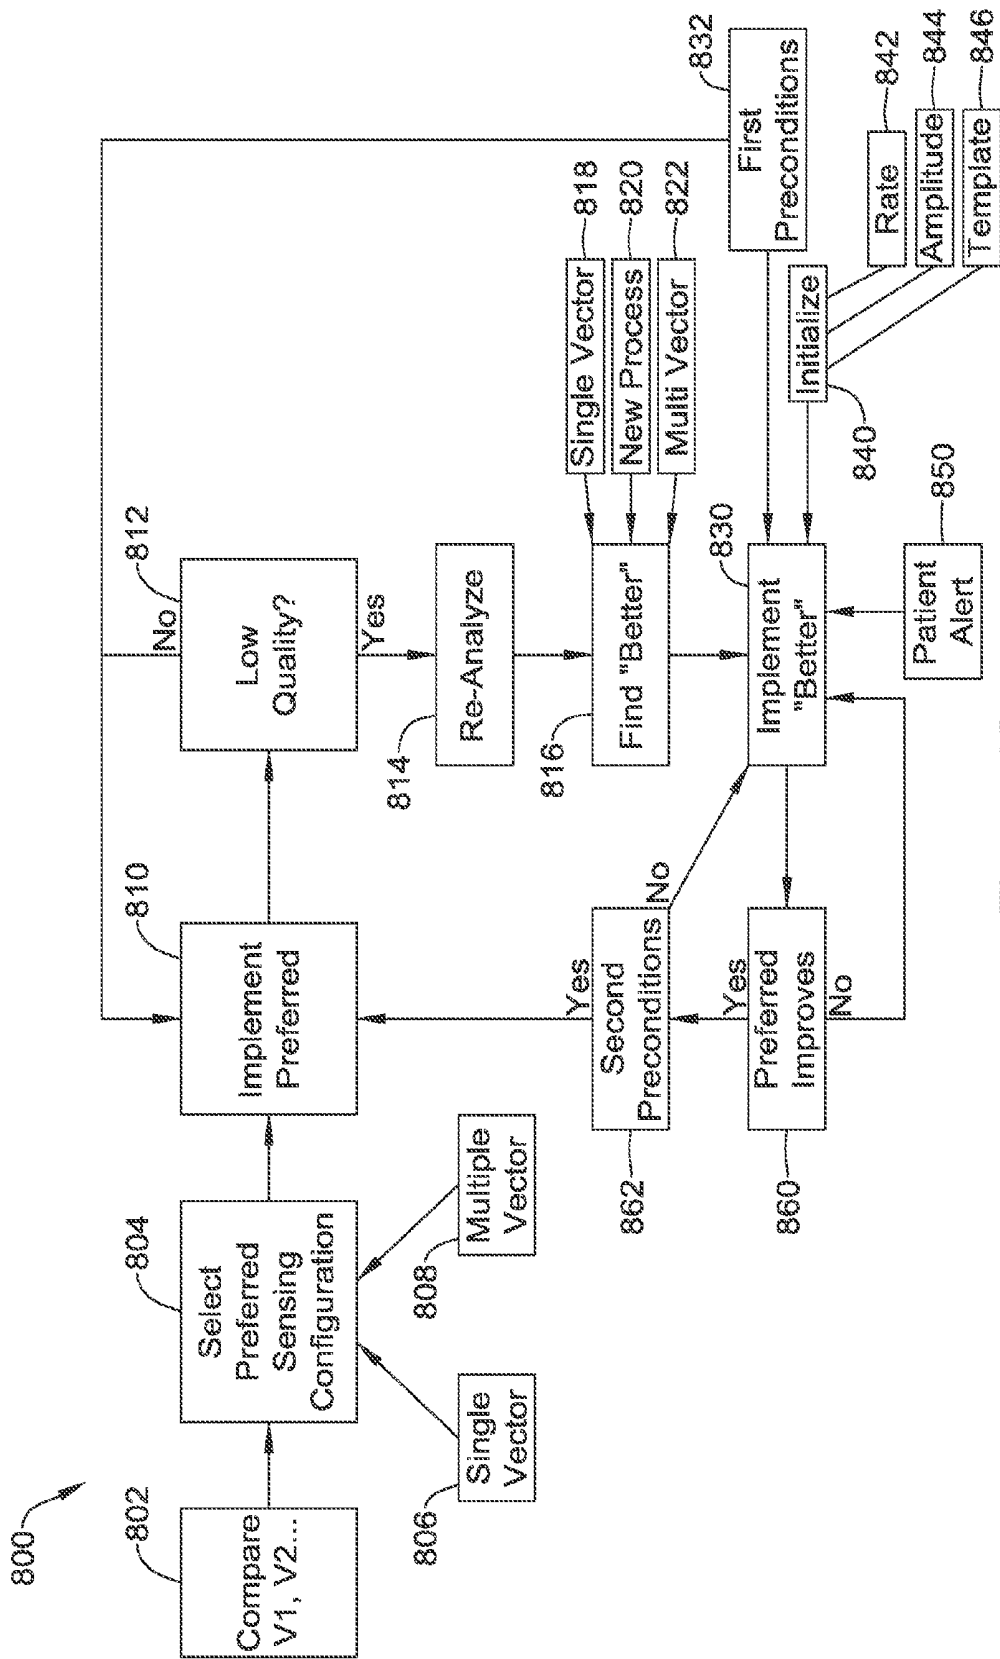 800
802
Compare
V1, V2...
804
Select
Preferred
Sensing
Configuration
806
Single
Vector
808
Multiple
Vector
810
Implement
Preferred
812
No
Low
Quality?
Yes
814
Re-Analyze
816
Find "Better"
Single Vector
818
New Process
820
Multi Vector
822
830
Implement
"Better"
832
First
Preconditions
840
Initialize
Rate
842
Amplitude
844
Template
846
850
Patient
Alert
860
Preferred
Improves
Yes
No
862
Second
Preconditions
Yes
No